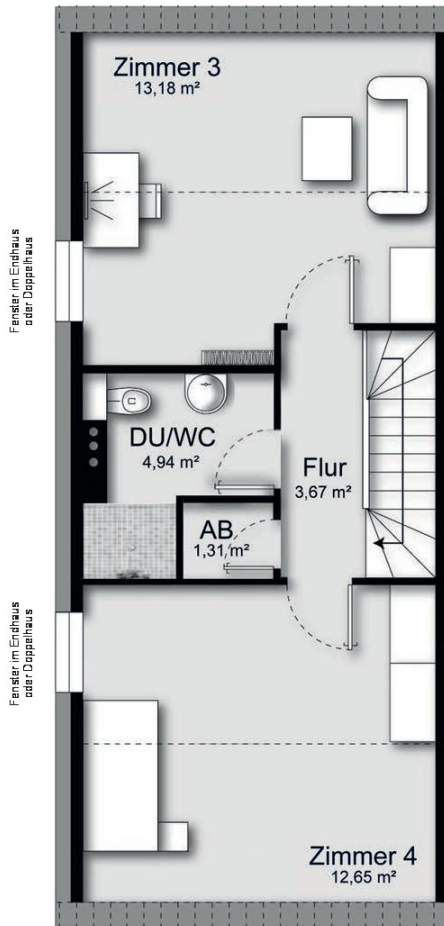 Zimmer 3
13,18 m²
Fenster im Endhaus
oder Doppelhaus
DU/WC
4,94 m²
Flur
3,67 m²
AB
1,31 m²
Fenster im Endhaus
oder Doppelhaus
Zimmer 4
12,65 m²